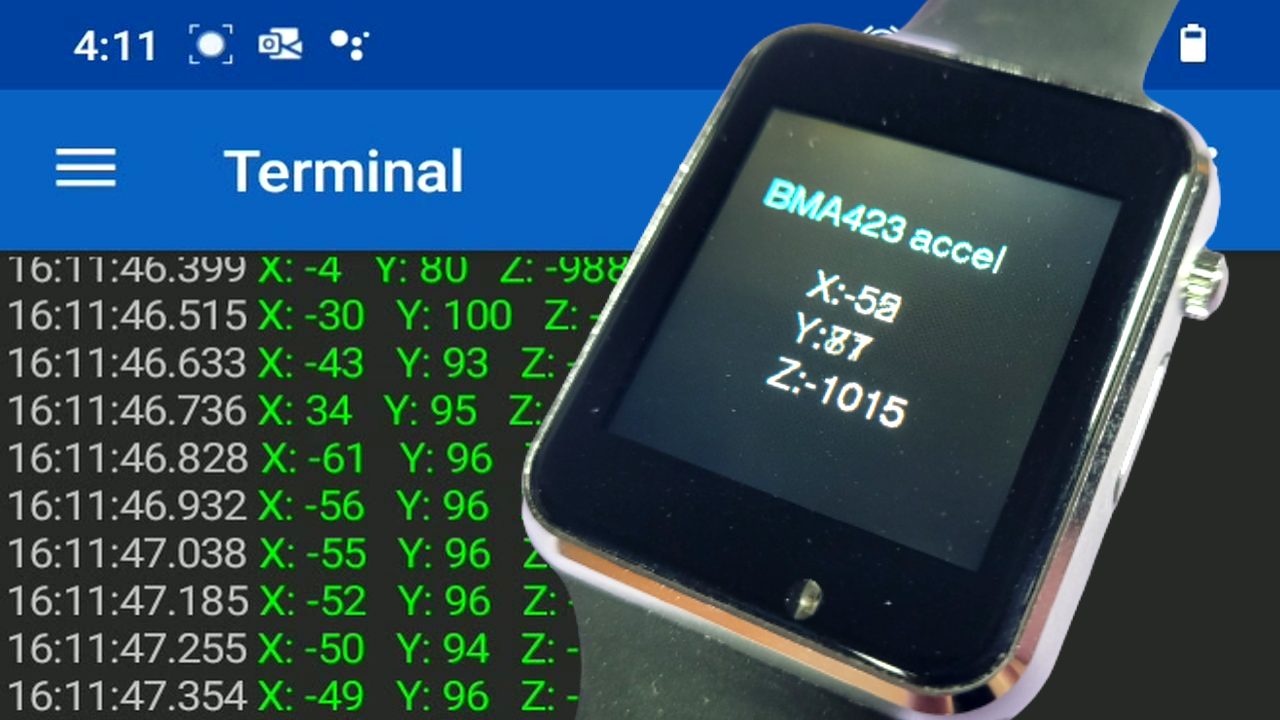 4:11
Terminal
16:11:46.399 X: -4 Y: 80 Z: -988
16:11:46.515 X: -30 Y: 100 Z: -
16:11:46.633 X: -43 Y: 93 Z: -
16:11:46.736 X: 34 Y: 95 Z:
16:11:46.828 X: -61 Y: 96
16:11:46.932 X: -56 Y: 96
16:11:47.038 X: -55 Y: 96
16:11:47.185 X: -52 Y: 96 Z: -
16:11:47.255 X: -50 Y: 94 Z: -
16:11:47.354 X: -49 Y: 96 Z: -
BMA423 accel
X:
Y:
Z:-1015